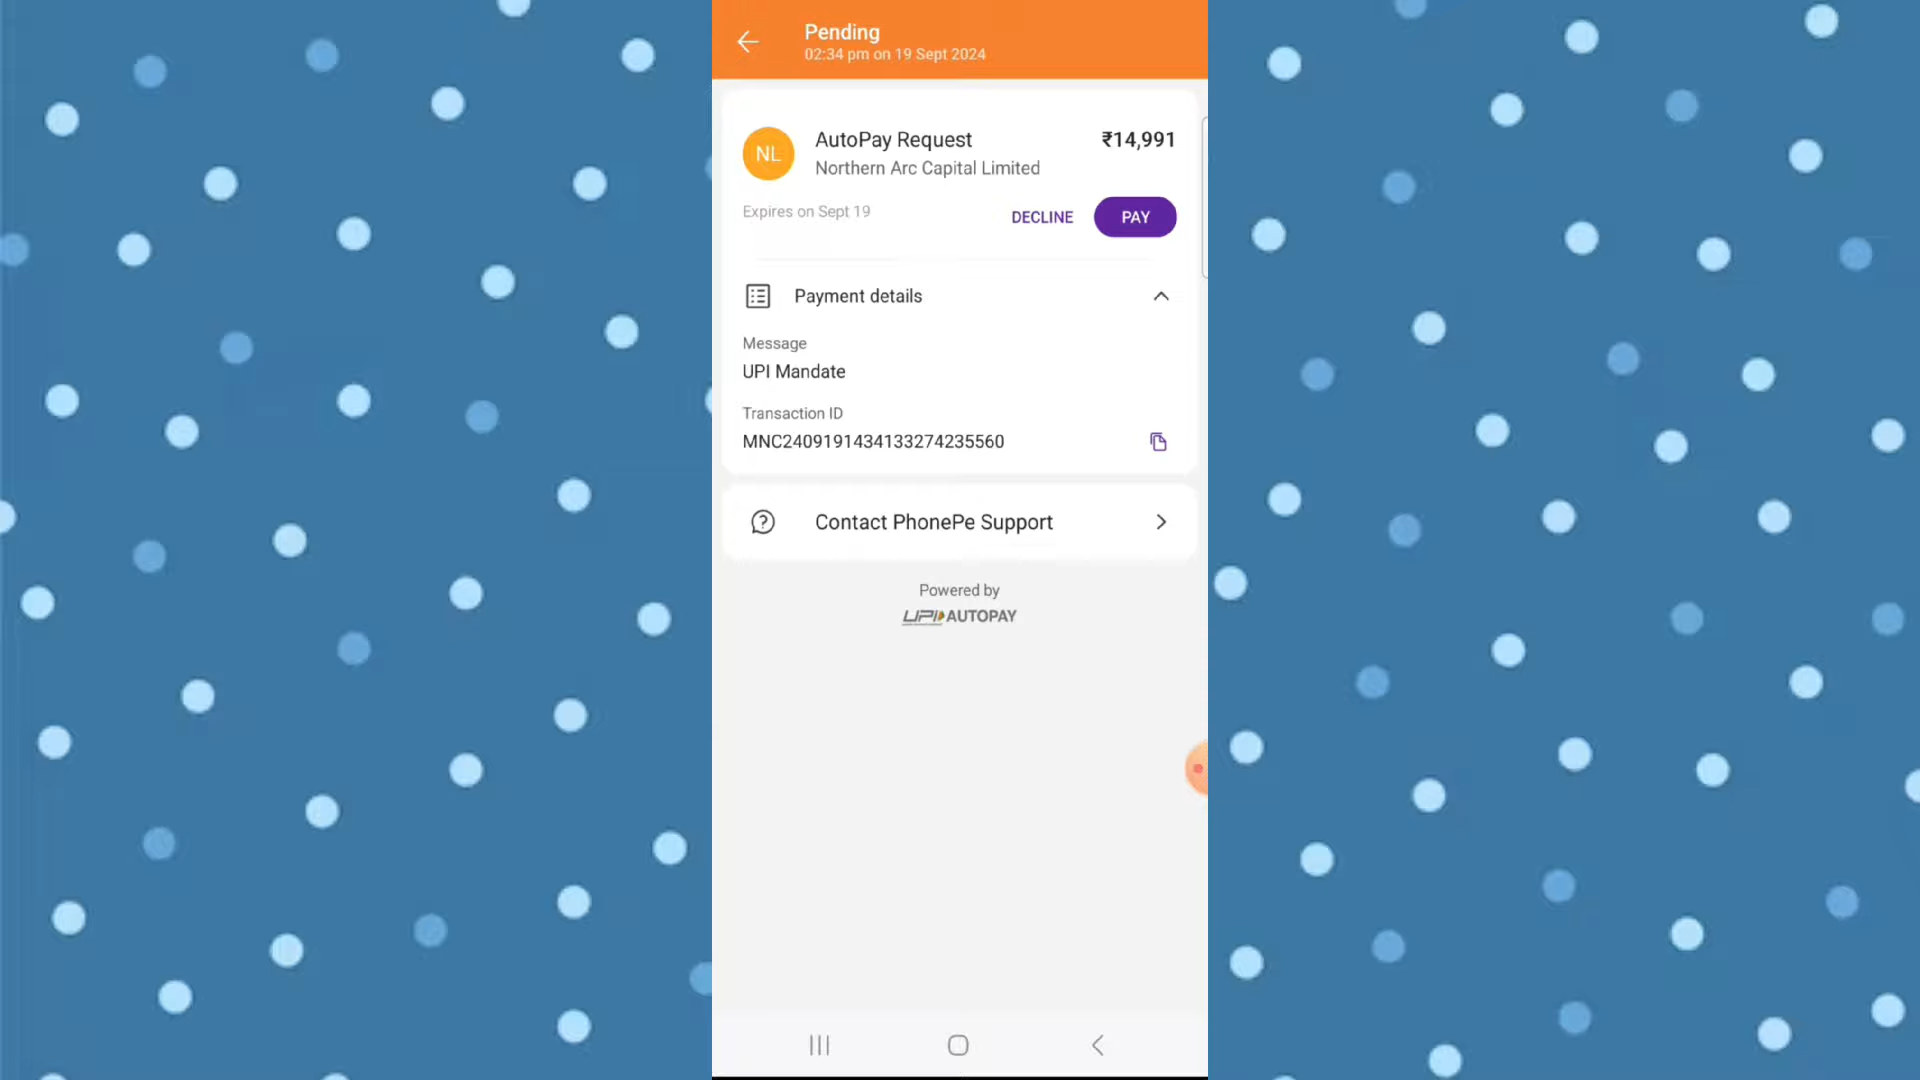 Pending
02:34 pm on 19 Sept 2024
NL
AutoPay Request
₹14,991
Northern Arc Capital Limited
Expires on Sept 19
DECLINE
PAY
Payment details
Message
UPI Mandate
Transaction ID
MNC2409191434133274235560
Contact PhonePe Support
Powered by
UPI AUTOPAY